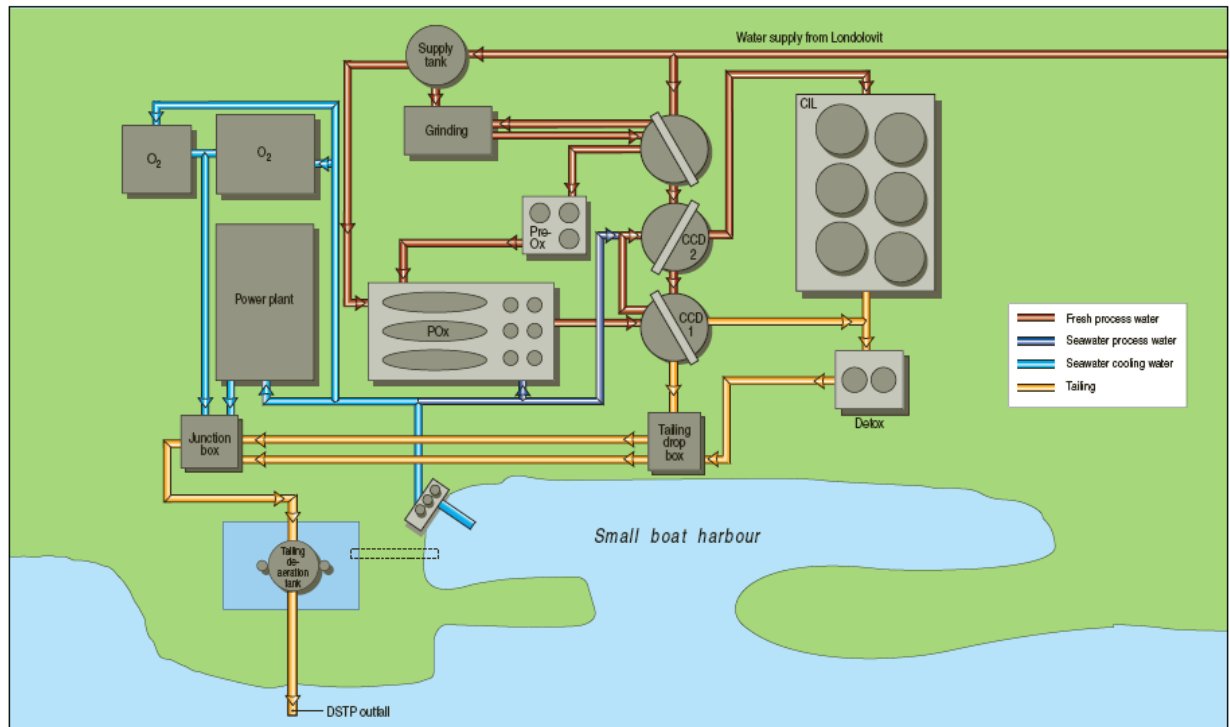 Water supply from Londolovit
Supply
tank
CIL
O2
O2
Grinding
Pre-
Ox
CCD
2
Power plant
POx
CCD
1
Fresh process water
Seawater process water
Seawater cooling water
Tailing
Detox
Junction
box
Tailing
drop
box
Small boat harbour
Tailing
de-
aeration
tank
DSTP outfall